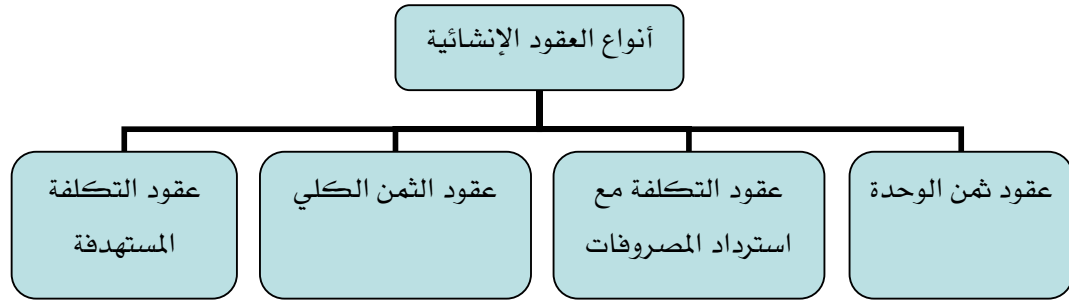 أنواع العقود الإنشائية
عقود ثمن الوحدة
عقود التكلفة مع
استرداد المصروفات
عقود الثمن الكلي
عقود التكلفة
المستهدفة